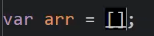 var arr = [];